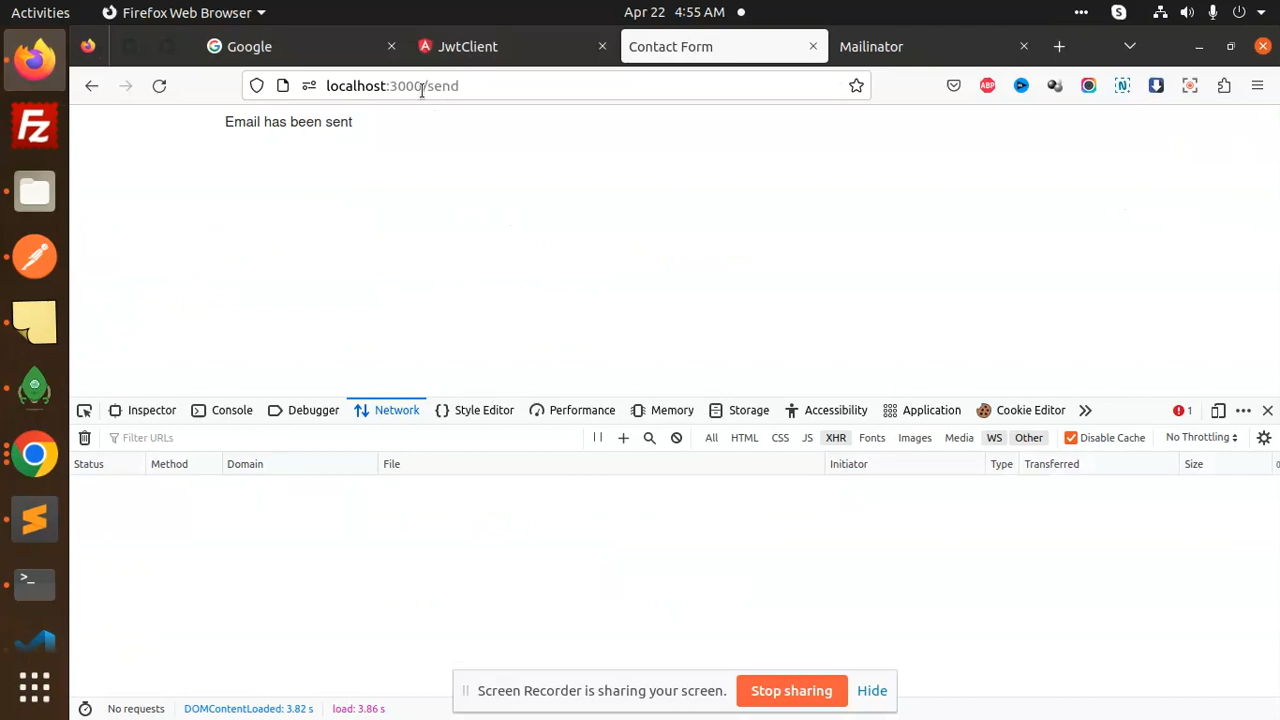 Activities
Firefox Web Browser
Apr 22 4:55 AM
Google
JwtClient
Contact Form
Mailinator
localhost:3000/send
ABP
Email has been sent
Inspector
Console
Debugger
Network
Style Editor
Performance
Memory
Storage
Accessibility
Application
Cookie Editor
1
Filter URLs
All
HTML
CSS
JS
XHR
Fonts
Images
Media
WS
Other
Disable Cache
No Throttling
Status
Method
Domain
File
Initiator
Type
Transferred
Size
Screen Recorder is sharing your screen.
Stop sharing
Hide
No requests
DOMContentLoaded: 3.82 s
load: 3.86 s